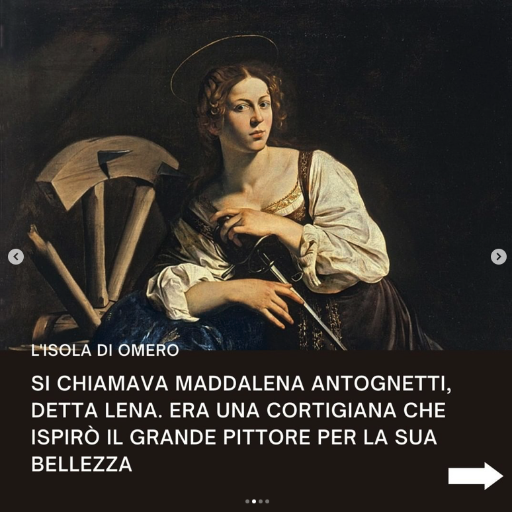 L'ISOLA DI OMERO
SI CHIAMAVA MADDALENA ANTOGNETTI,
DETTA LENA. ERA UNA CORTIGIANA CHE
ISPIRÒ IL GRANDE PITTORE PER LA SUA
BELLEZZA